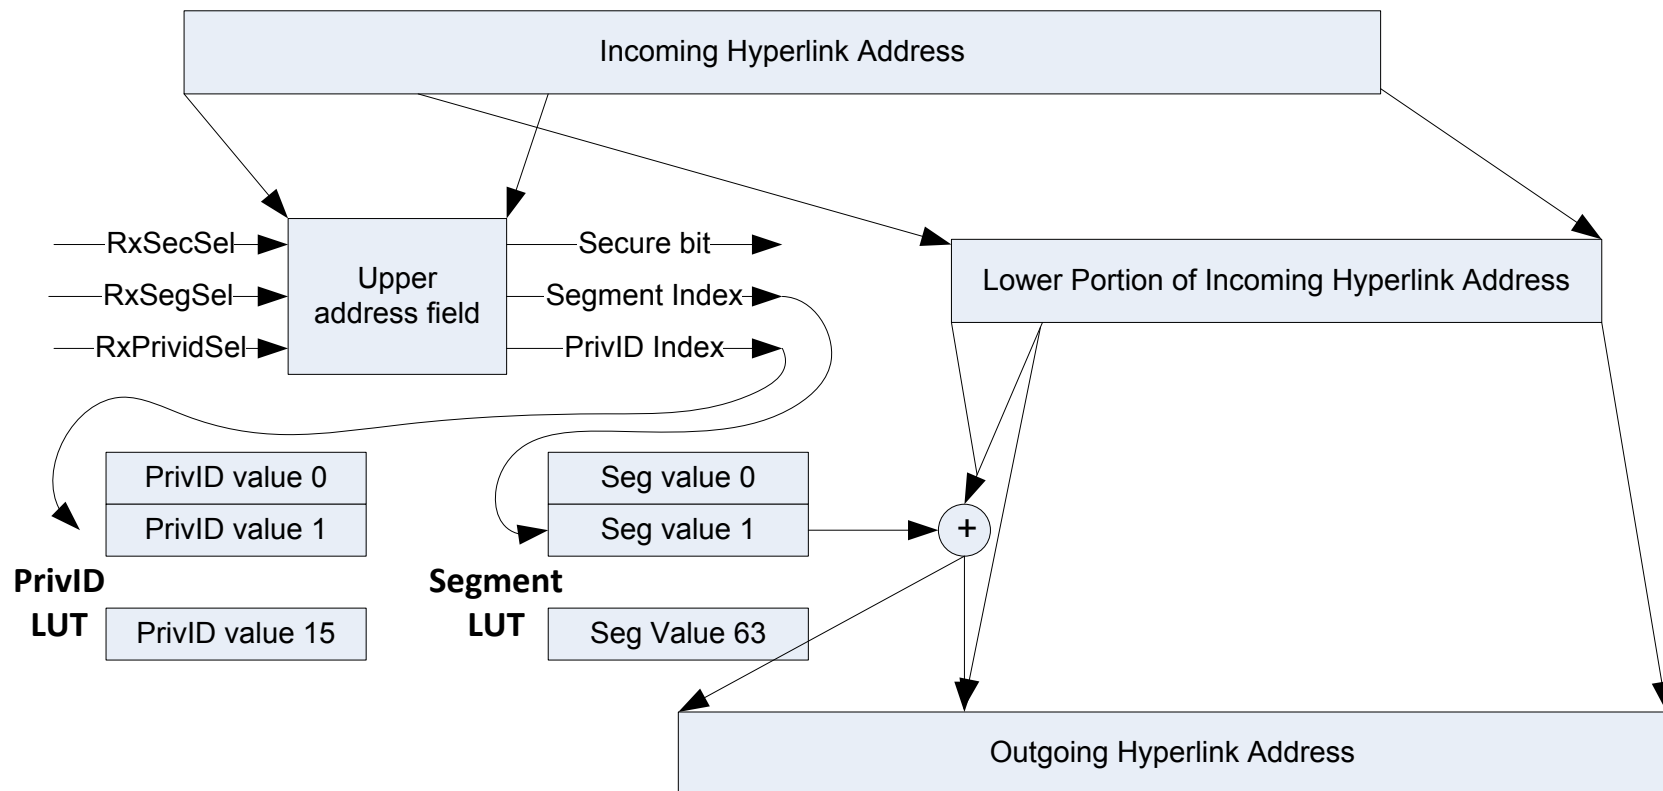 Incoming Hyperlink Address
RxSecSel
Secure bit
RxSegSel
Upper
address field
Segment Index
RxPrividSel
PrivID Index
Lower Portion of Incoming Hyperlink Address
PrivID value 0
PrivID value 1
PrivID
LUT
PrivID value 15
Seg value 0
Seg value 1
+
Segment
LUT
Seg Value 63
Outgoing Hyperlink Address